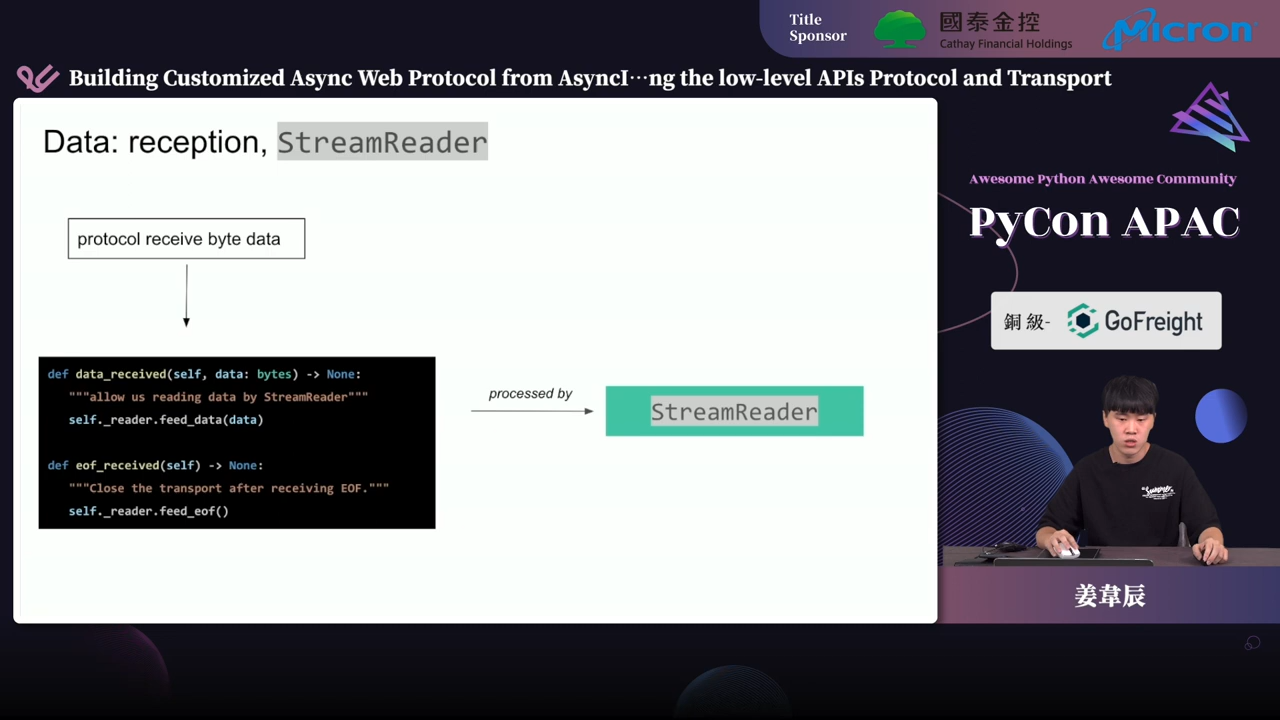 Title
Sponsor
國泰金控
Cathay Financial Holdings
Micron
Building Customized Async Web Protocol from AsyncI…ng the low-level APIs Protocol and Transport
Data: reception, StreamReader
protocol receive byte data
def data_received(self, data: bytes) -> None:
"""allow us reading data by StreamReader"""
self._reader.feed_data(data)
def eof_received(self) -> None:
"""Close the transport after receiving EOF."""
self._reader.feed_eof()
processed by
StreamReader
Awesome Python Awesome Community
PyCon APAC
銅級-
GoFreight
姜韋辰